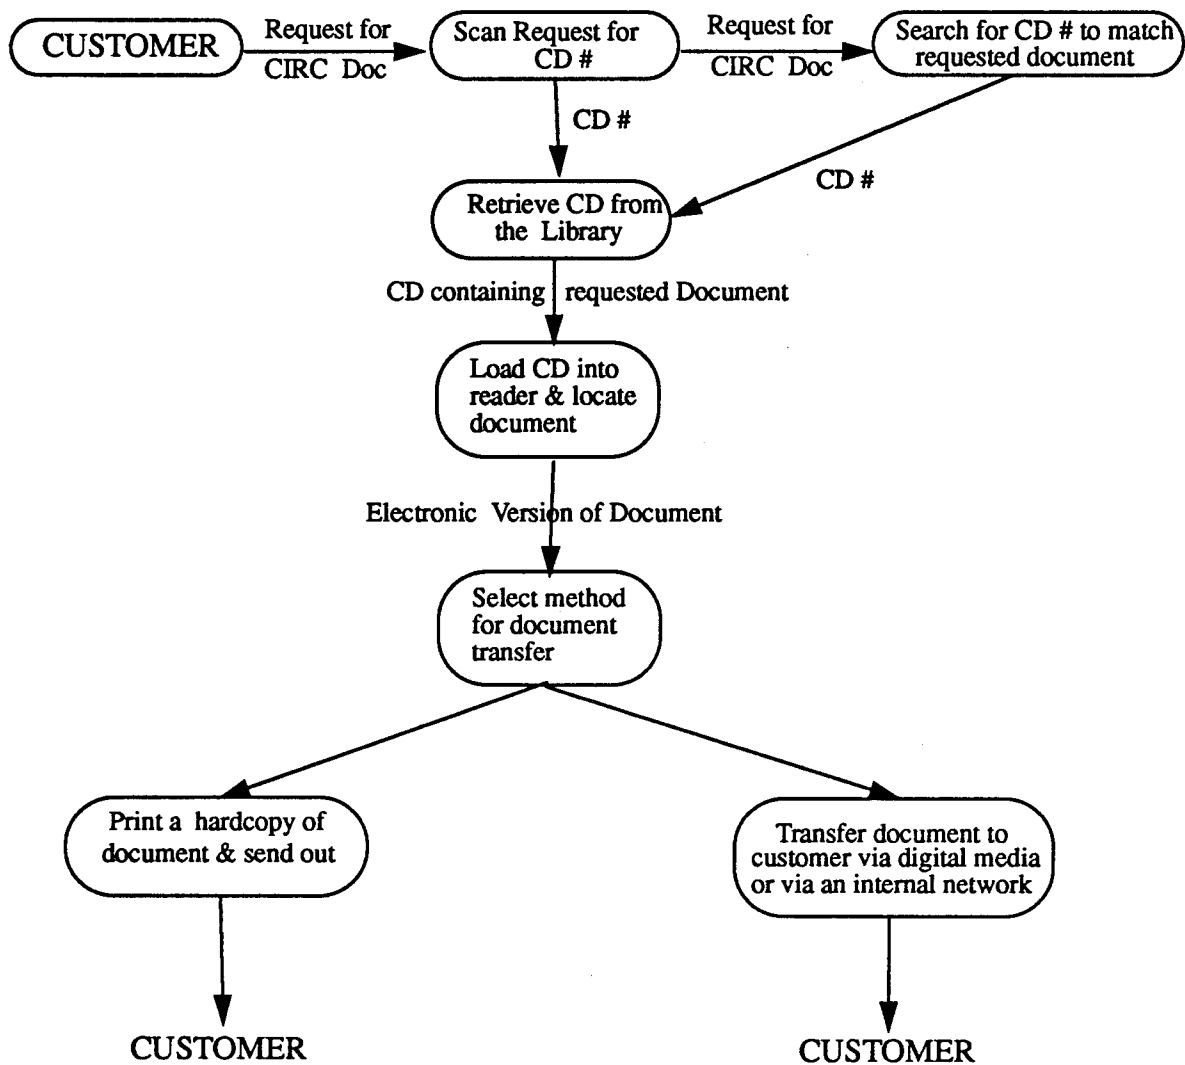 CUSTOMER
Request for
CIRC Doc
Scan Request for
CD #
Request for
CIRC Doc
Search for CD # to match
requested document
CD #
CD #
Retrieve CD from
the Library
CD containing requested Document
Load CD into
reader & locate
document
Electronic Version of Document
Select method
for document
transfer
Print a hardcopy of
document & send out
Transfer document to
customer via digital media
or via an internal network
CUSTOMER
CUSTOMER